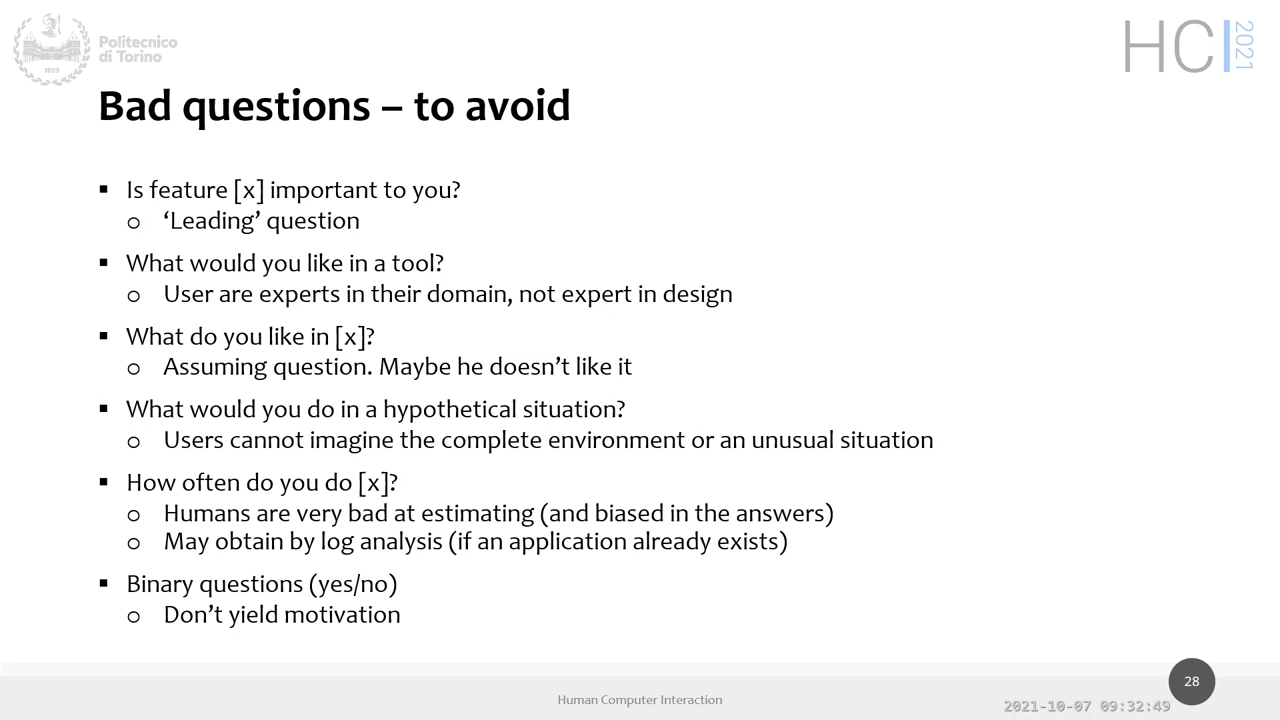 Politecnico
di Torino
1859
HCI 2021
Bad questions – to avoid
▪ Is feature [x] important to you?
o ‘Leading’ question
▪ What would you like in a tool?
o User are experts in their domain, not expert in design
▪ What do you like in [x]?
o Assuming question. Maybe he doesn’t like it
▪ What would you do in a hypothetical situation?
o Users cannot imagine the complete environment or an unusual situation
▪ How often do you do [x]?
o Humans are very bad at estimating (and biased in the answers)
o May obtain by log analysis (if an application already exists)
▪ Binary questions (yes/no)
o Don’t yield motivation
28
Human Computer Interaction
2021-10-07 09:32:49